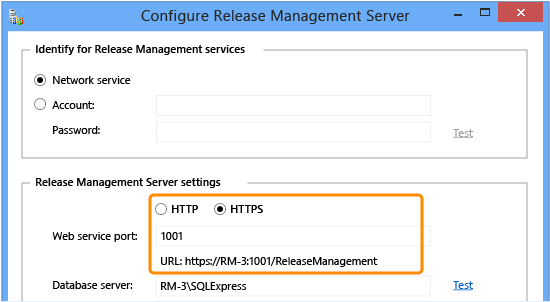 Configure Release Management Server
Identify for Release Management services
Network service
Account:
Password:
Test
Release Management Server settings
HTTP HTTPS
Web service port: 1001
URL: https://RM-3:1001/ReleaseManagement
Database server: RM-3\SQLExpress Test